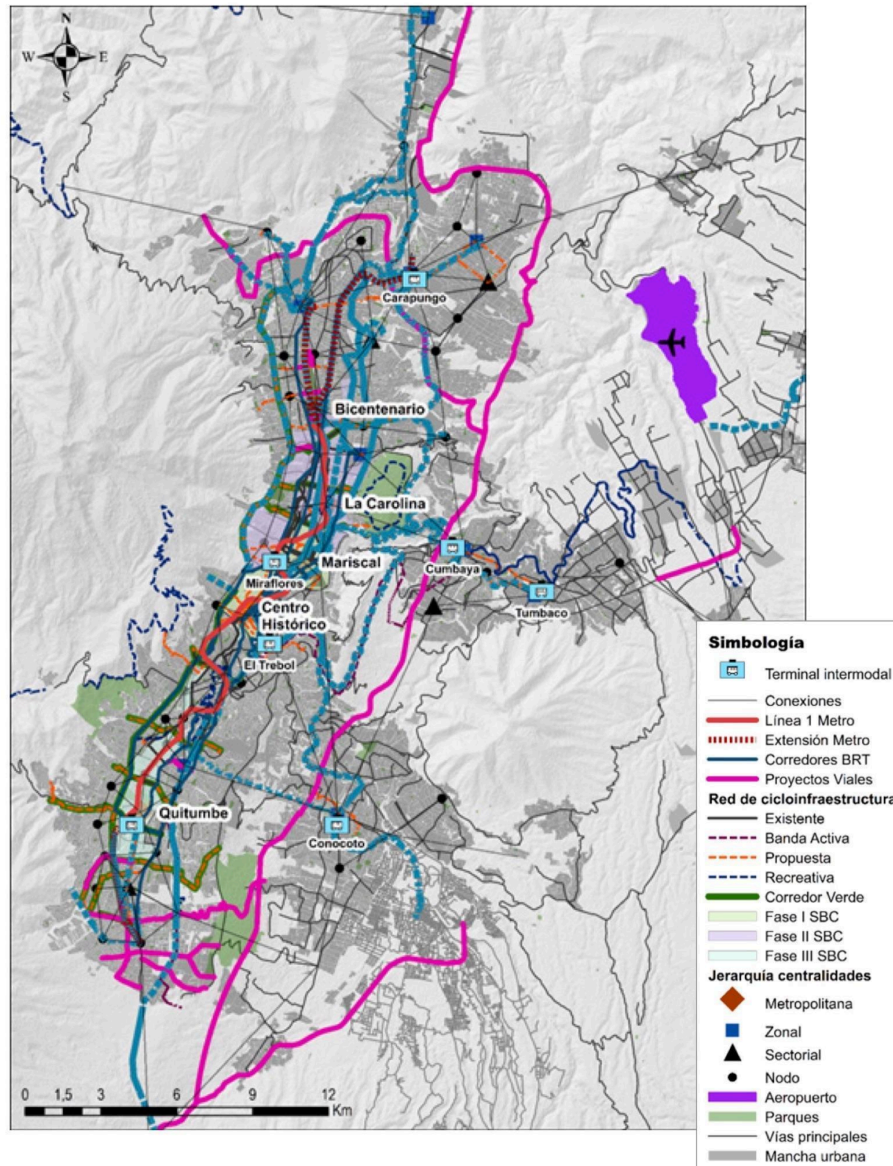 N
W E
S
Carapungo
Bicentenario
La Carolina
Mariscal
Cumbaya
Miraflores
Tumbaco
Centro
Histórico
El Trebol
Quitumbe
Conocoto
0 1,5 3 6 9 12
Km
Simbología
Terminal intermodal
Conexiones
Línea 1 Metro
Extensión Metro
Corredores BRT
Proyectos Viales
Red de cicloinfraestructura
Existente
Banda Activa
Propuesta
Recreativa
Corredor Verde
Fase I SBC
Fase II SBC
Fase III SBC
Jerarquía centralidades
Metropolitana
Zonal
Sectorial
Nodo
Aeropuerto
Parques
Vías principales
Mancha urbana